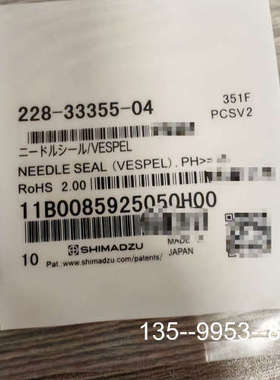 351F
228-33355-04 PCSV2
ニードルシール/VESPEL
NEEDLE SEAL (VESPEL). PH>=
RoHS 2.00
11B0085925050H00
SHIMADZU
MADE
JAPAN
10 Pat.:www.shimadzu.com/patents/
135--9953-8